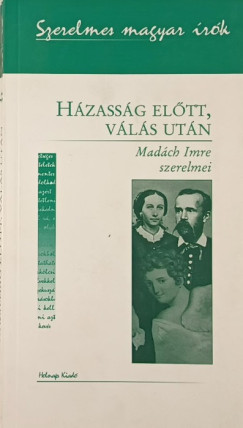 Szerelmes magyar írók
HÁZASSÁG ELŐTT,
VÁLÁS UTÁN
Madách Imre
szerelmei
Holnap Kiadó